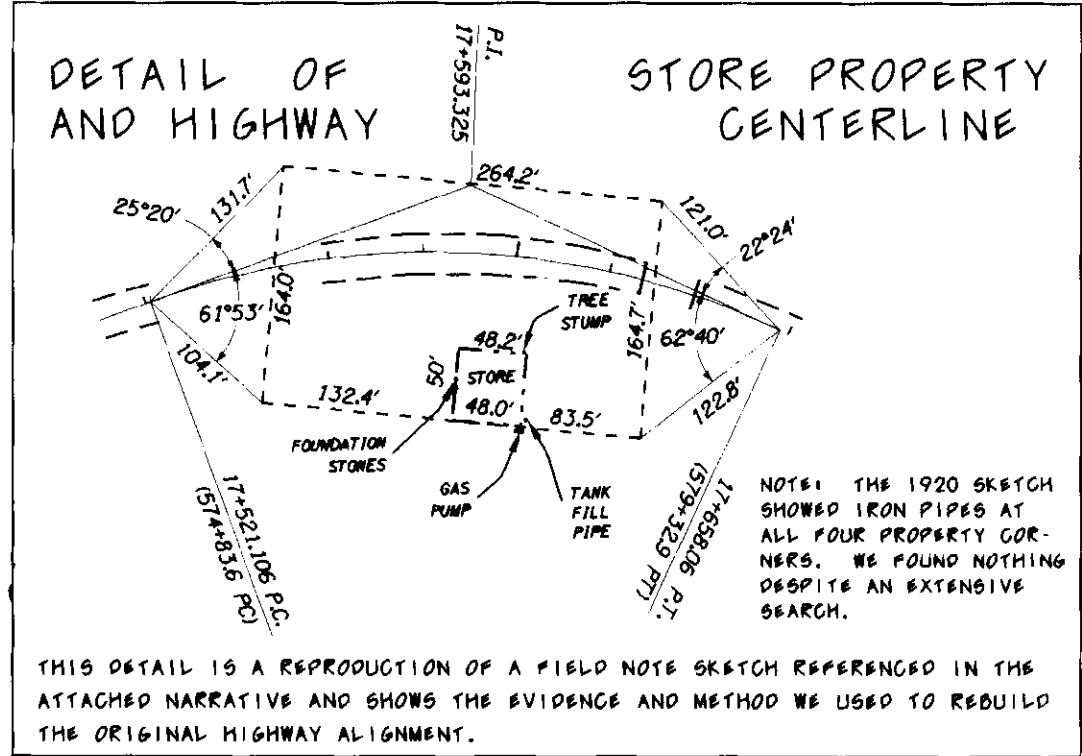 DETAIL OF STORE PROPERTY
AND HIGHWAY CENTERLINE
P.I.
17+593.325
264.2'
131.7'
121.0'
25°20'
22°24'
61°53'
164.0'
164.7'
62°40'
104.1'
122.8'
TREE
STUMP
48.2'
50'
STORE
132.4'
48.0'
83.5'
FOUNDATION
STONES
GAS
PUMP
TANK
FILL
PIPE
17+521.106 P.C.
(574+83.6 PC)
17+658.06 P.T.
(579+32.9 PT)
NOTE: THE 1920 SKETCH
SHOWED IRON PIPES AT
ALL FOUR PROPERTY COR-
NERS. WE FOUND NOTHING
DESPITE AN EXTENSIVE
SEARCH.
THIS DETAIL IS A REPRODUCTION OF A FIELD NOTE SKETCH REFERENCED IN THE
ATTACHED NARRATIVE AND SHOWS THE EVIDENCE AND METHOD WE USED TO REBUILD
THE ORIGINAL HIGHWAY ALIGNMENT.